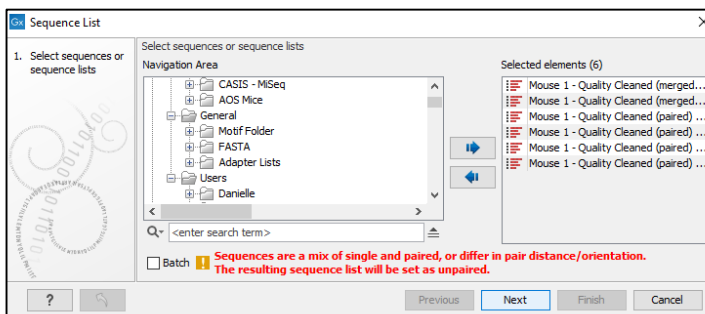 Gx Sequence List
1. Select sequences or
sequence lists
Select sequences or sequence lists
Navigation Area
CASIS - MiSeq
AOS Mice
General
Motif Folder
FASTA
Adapter Lists
Users
Danielle
<enter search term>
Selected elements (6)
Mouse 1 - Quality Cleaned (merged...
Mouse 1 - Quality Cleaned (merged...
Mouse 1 - Quality Cleaned (paired) ...
Mouse 1 - Quality Cleaned (paired) ...
Mouse 1 - Quality Cleaned (paired) ...
Mouse 1 - Quality Cleaned (paired) ...
Batch
Sequences are a mix of single and paired, or differ in pair distance/orientation.
The resulting sequence list will be set as unpaired.
?
Previous
Next
Finish
Cancel